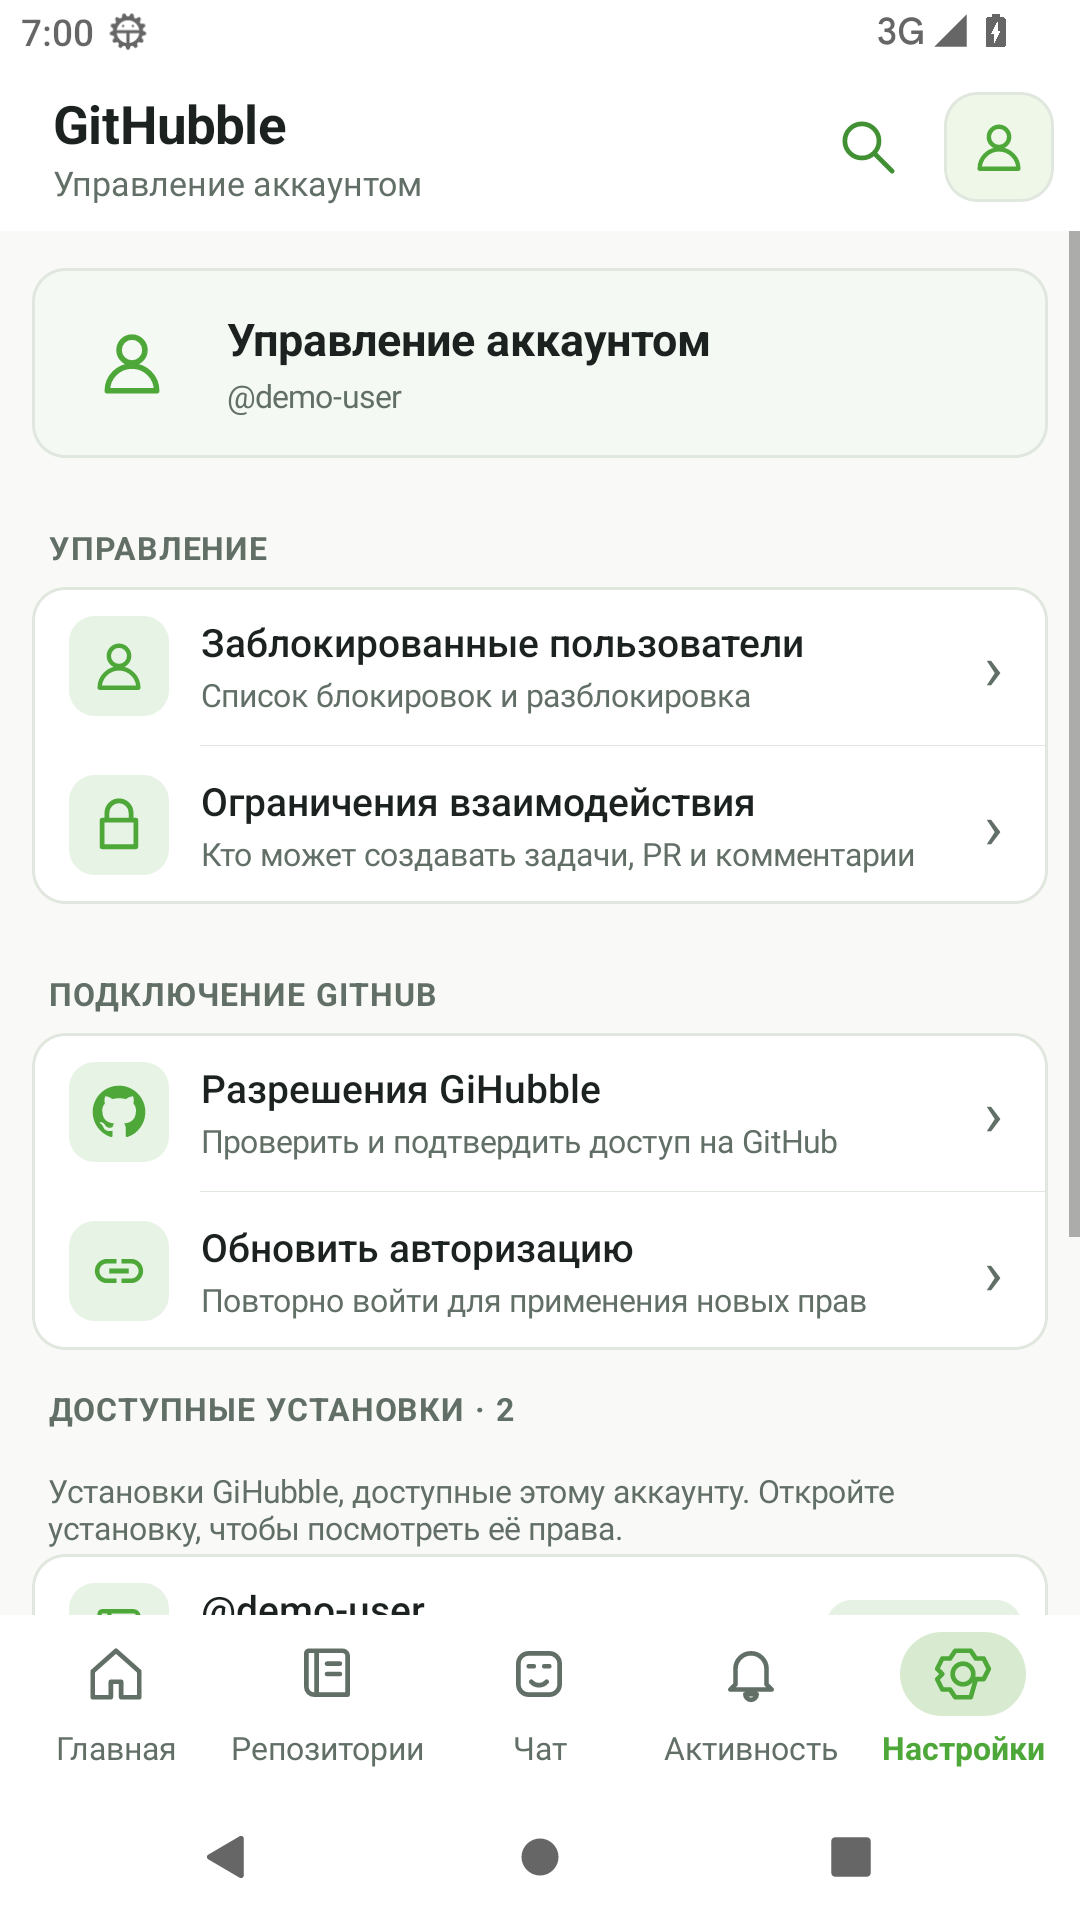 7:00
3G
GitHubble
Управление аккаунтом
Управление аккаунтом
@demo-user
УПРАВЛЕНИЕ
Заблокированные пользователи
Список блокировок и разблокировка
Ограничения взаимодействия
Кто может создавать задачи, PR и комментарии
ПОДКЛЮЧЕНИЕ GITHUB
Разрешения GiHubble
Проверить и подтвердить доступ на GitHub
Обновить авторизацию
Повторно войти для применения новых прав
ДОСТУПНЫЕ УСТАНОВКИ · 2
Установки GiHubble, доступные этому аккаунту. Откройте
установку, чтобы посмотреть её права.
@demo-user
Главная
Репозитории
Чат
Активность
Настройки